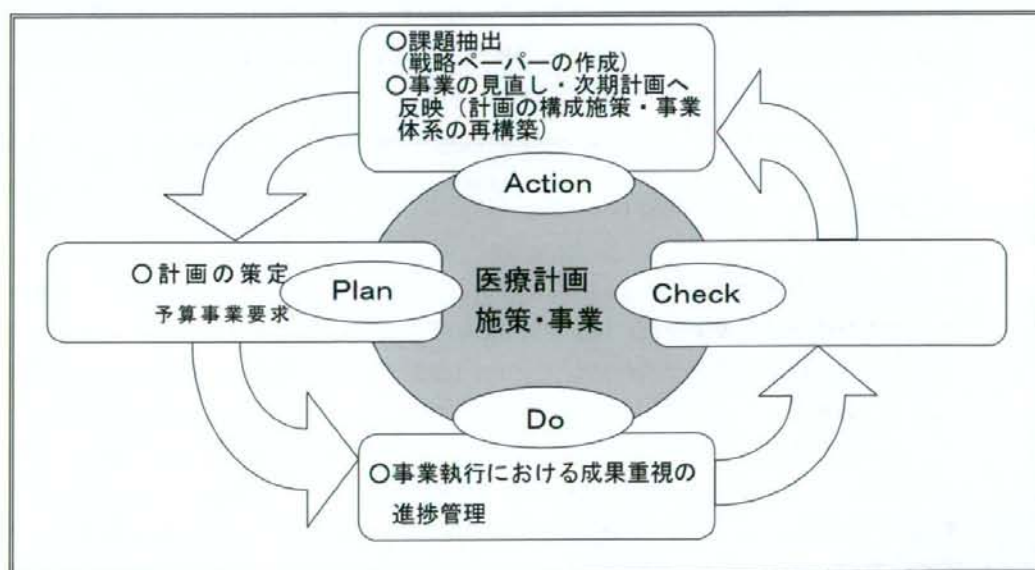 ○課題抽出
(戦略ペーパーの作成)
○事業の見直し・次期計画へ
反映（計画の構成施策・事業
体系の再構築）
Action
○計画の策定
予算事業要求
Plan
医療計画
施策・事業
Check
Do
○事業執行における成果重視の
進捗管理